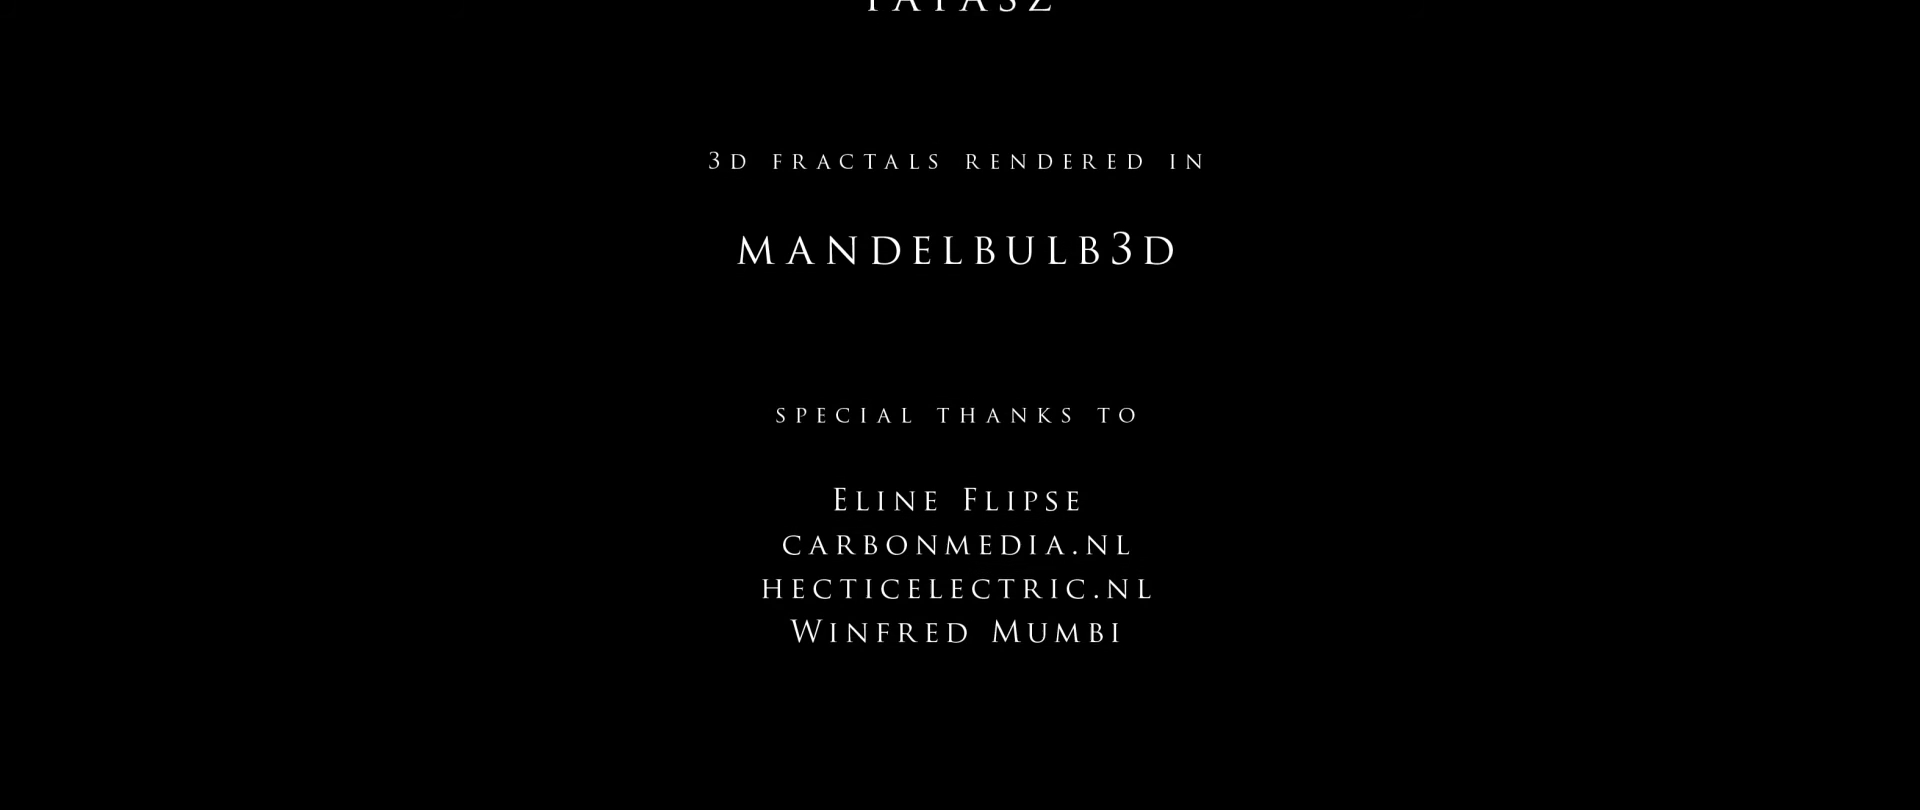 3D FRACTALS RENDERED IN
MANDELBULB3D
SPECIAL THANKS TO
ELINE FLIPSE
CARBONMEDIA.NL
HECTICELECTRIC.NL
WINFRED MUMBI